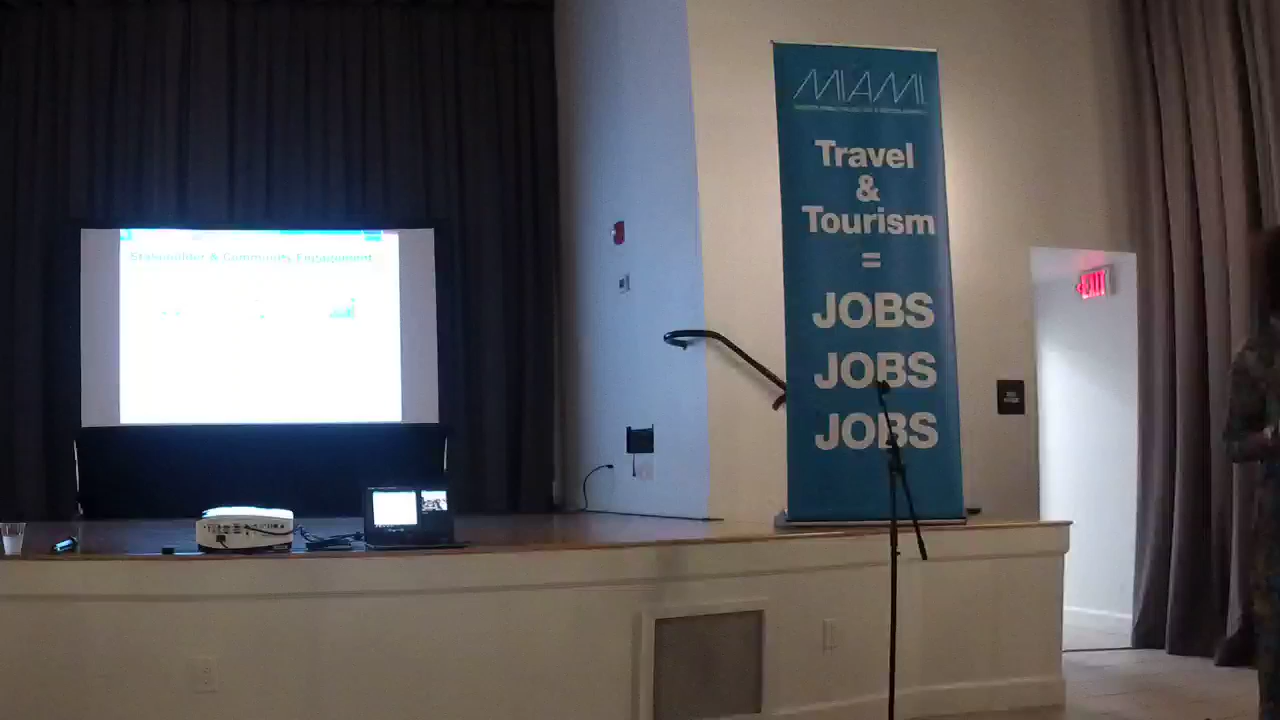 Stakeholder & Community Engagement
MIAMI
Travel
&
Tourism
=
JOBS
JOBS
JOBS
EXIT